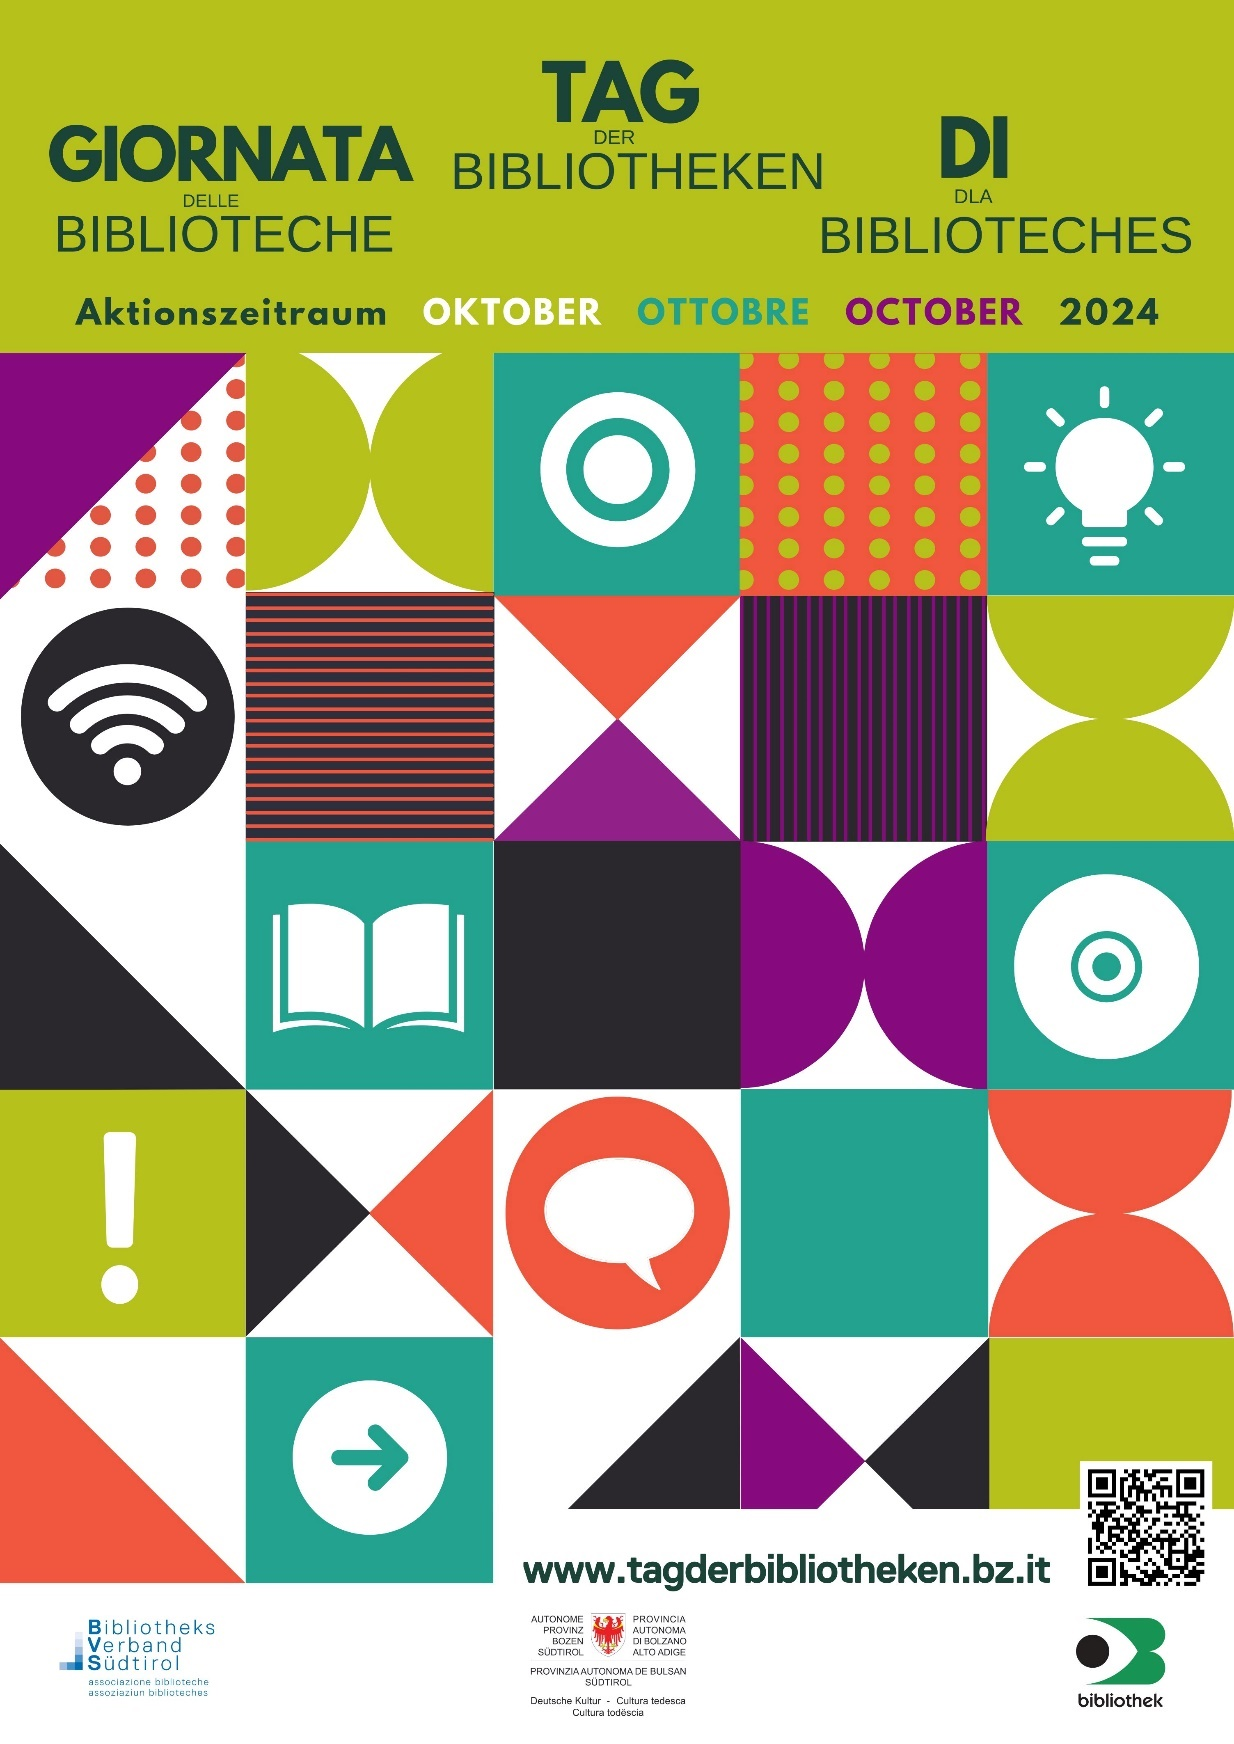 TAG
DER
BIBLIOTHEKEN
GIORNATA
DELLE
BIBLIOTECHE
DI
DLA
BIBLIOTECHES
Aktionszeitraum OKTOBER OTTOBRE OCTOBER 2024
www.tagderbibliotheken.bz.it
Bibliotheks
Verband
Südtirol
associazione biblioteche
assoziaziun biblioteches
AUTONOME
PROVINZ
BOZEN
SÜDTIROL
PROVINCIA
AUTONOMA
DI BOLZANO
ALTO ADIGE
PROVINZIA AUTONOMA DE BULSAN
SÜDTIROL
Deutsche Kultur - Cultura tedesca
Cultura todëscia
bibliothek